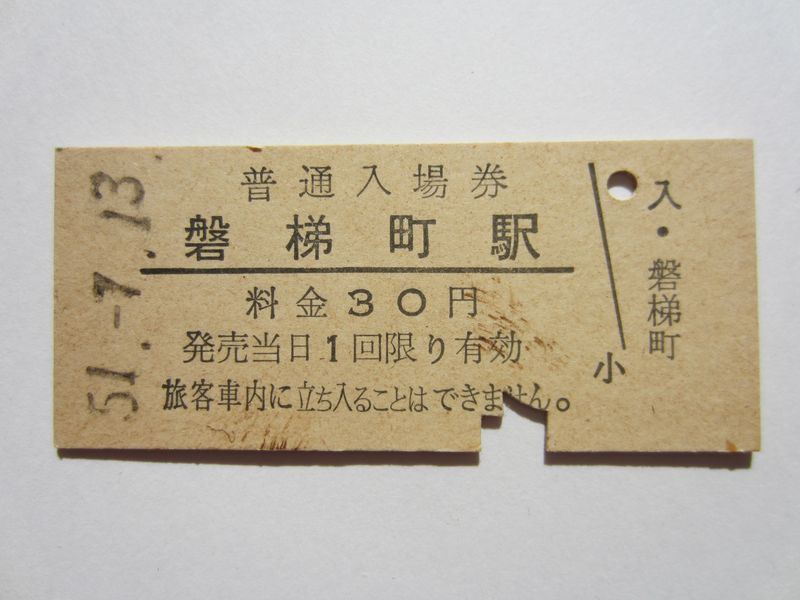 51.-7.13
普通入場券
磐梯町駅
料金30円
発売当日1回限り有効
旅客車内に立ち入ることはできません。
小
入・磐梯町